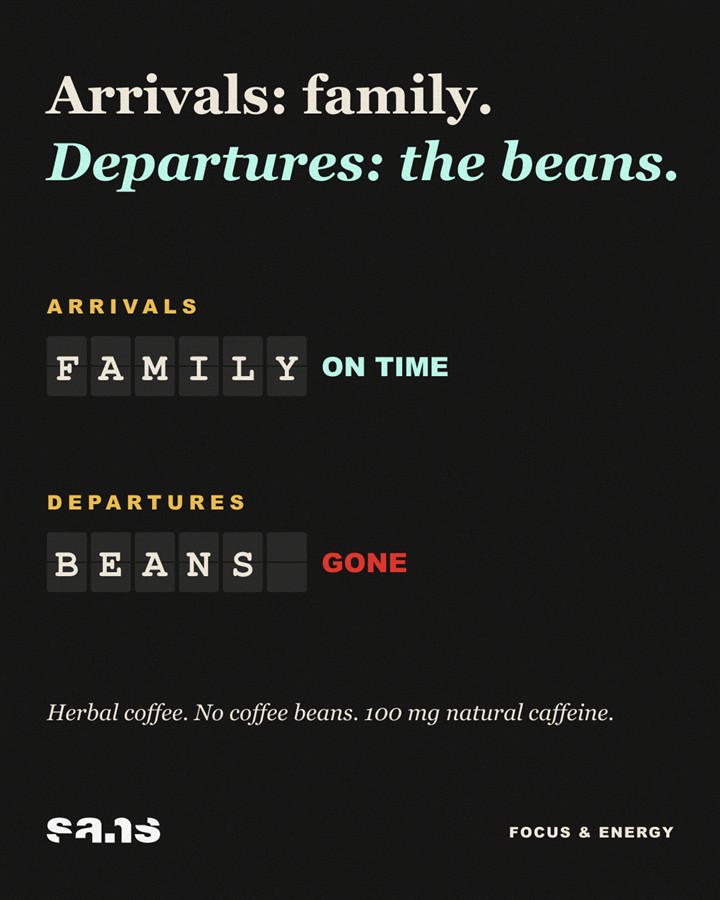 Arrivals: family.
Departures: the beans.
ARRIVALS
FAMILY ON TIME
DEPARTURES
BEANS GONE
Herbal coffee. No coffee beans. 100 mg natural caffeine.
sans
FOCUS & ENERGY